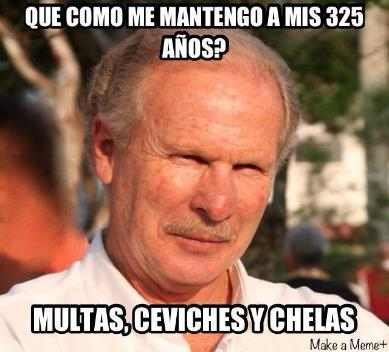 QUE COMO ME MANTENGO A MIS 325
AÑOS?
MULTAS, CEVICHES Y CHELAS
Make a Meme+